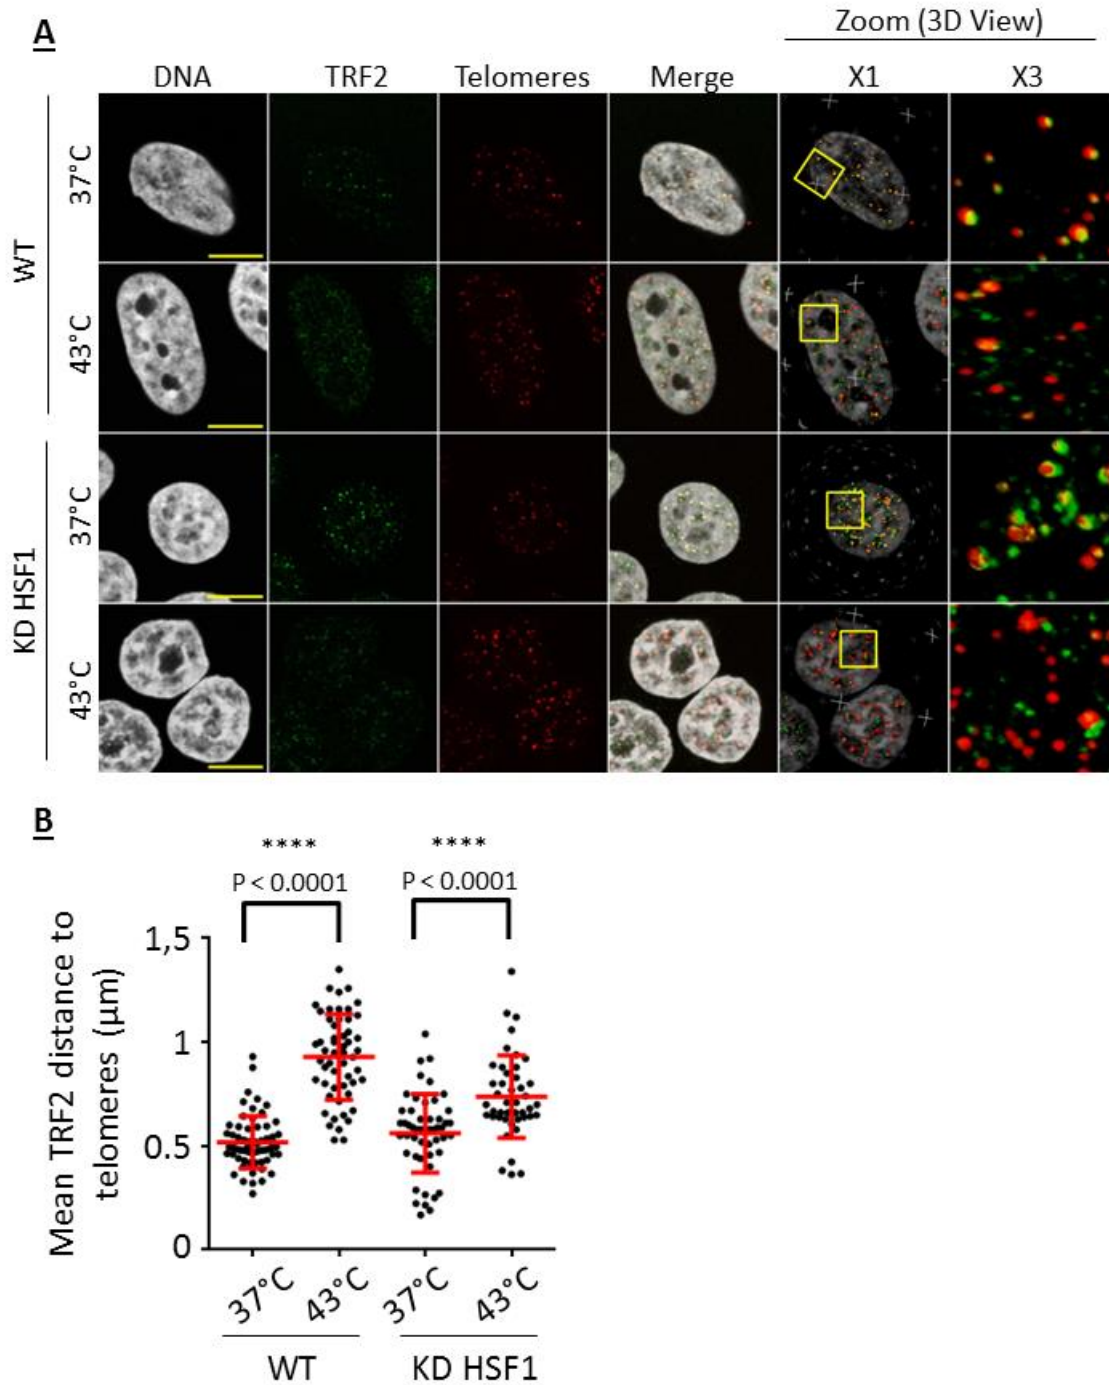 A
Zoom (3D View)
DNA TRF2 Telomeres Merge X1 X3
WT
37°C
43°C
KD HSF1
37°C
43°C
B
**** ****
P < 0.0001 P < 0.0001
Mean TRF2 distance to
telomeres (µm)
1,5
1
0.5
0
37°C 43°C 37°C 43°C
WT KD HSF1